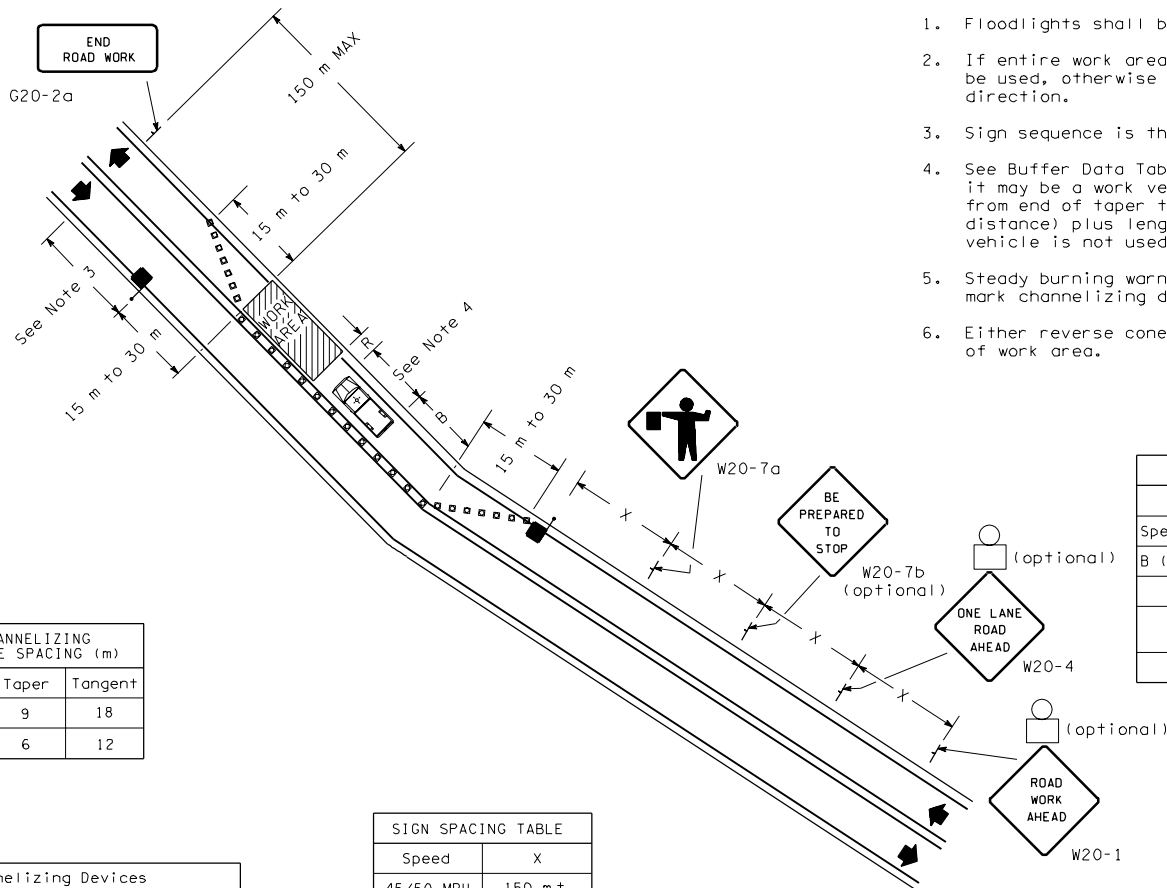 END
ROAD WORK
G20-2a
150 m MAX
15 m to 30 m
See Note 3
15 m to 30 m
WORK
AREA
R
See Note 4
B
15 m to 30 m
X
X
X
X
W20-7a
BE
PREPARED
TO
STOP
W20-7b
(optional)
(optional)
ONE LANE
ROAD
AHEAD
W20-4
(optional)
ROAD
WORK
AHEAD
W20-1
1. Floodlights shall b
2. If entire work area
be used, otherwise
direction.
3. Sign sequence is th
4. See Buffer Data Tab
it may be a work ve
from end of taper t
distance) plus leng
vehicle is not used
5. Steady burning warn
mark channelizing d
6. Either reverse cone
of work area.
Spe
B (
ANNELIZING
E SPACING (m)
Taper Tangent
9 18
6 12
nelizing Devices
SIGN SPACING TABLE
Speed X
45/50 MPH 150 m±